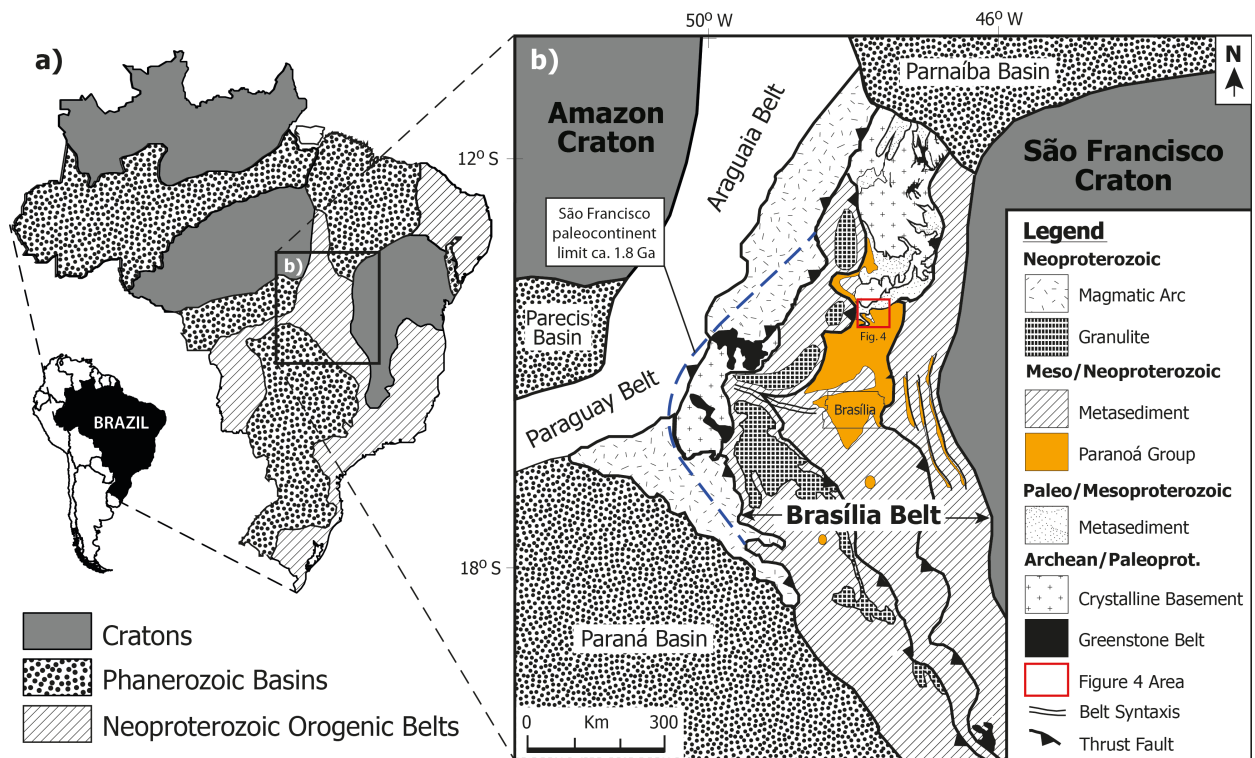 50° W
46° W
a)
b)
N
Parnaíba Basin
Amazon
Craton
Araguaia Belt
São Francisco
Craton
12° S
São Francisco
paleocontinent
limit ca. 1.8 Ga
b)
Parecis
Basin
Fig. 4
Paraguay Belt
Brasília
BRAZIL
Brasília Belt
18° S
Paraná Basin
0 Km 300
Cratons
Phanerozoic Basins
Neoproterozoic Orogenic Belts
Legend
Neoproterozoic
Magmatic Arc
Granulite
Meso/Neoproterozoic
Metasediment
Paranoá Group
Paleo/Mesoproterozoic
Metasediment
Archean/Paleoprot.
Crystalline Basement
Greenstone Belt
Figure 4 Area
Belt Syntaxis
Thrust Fault